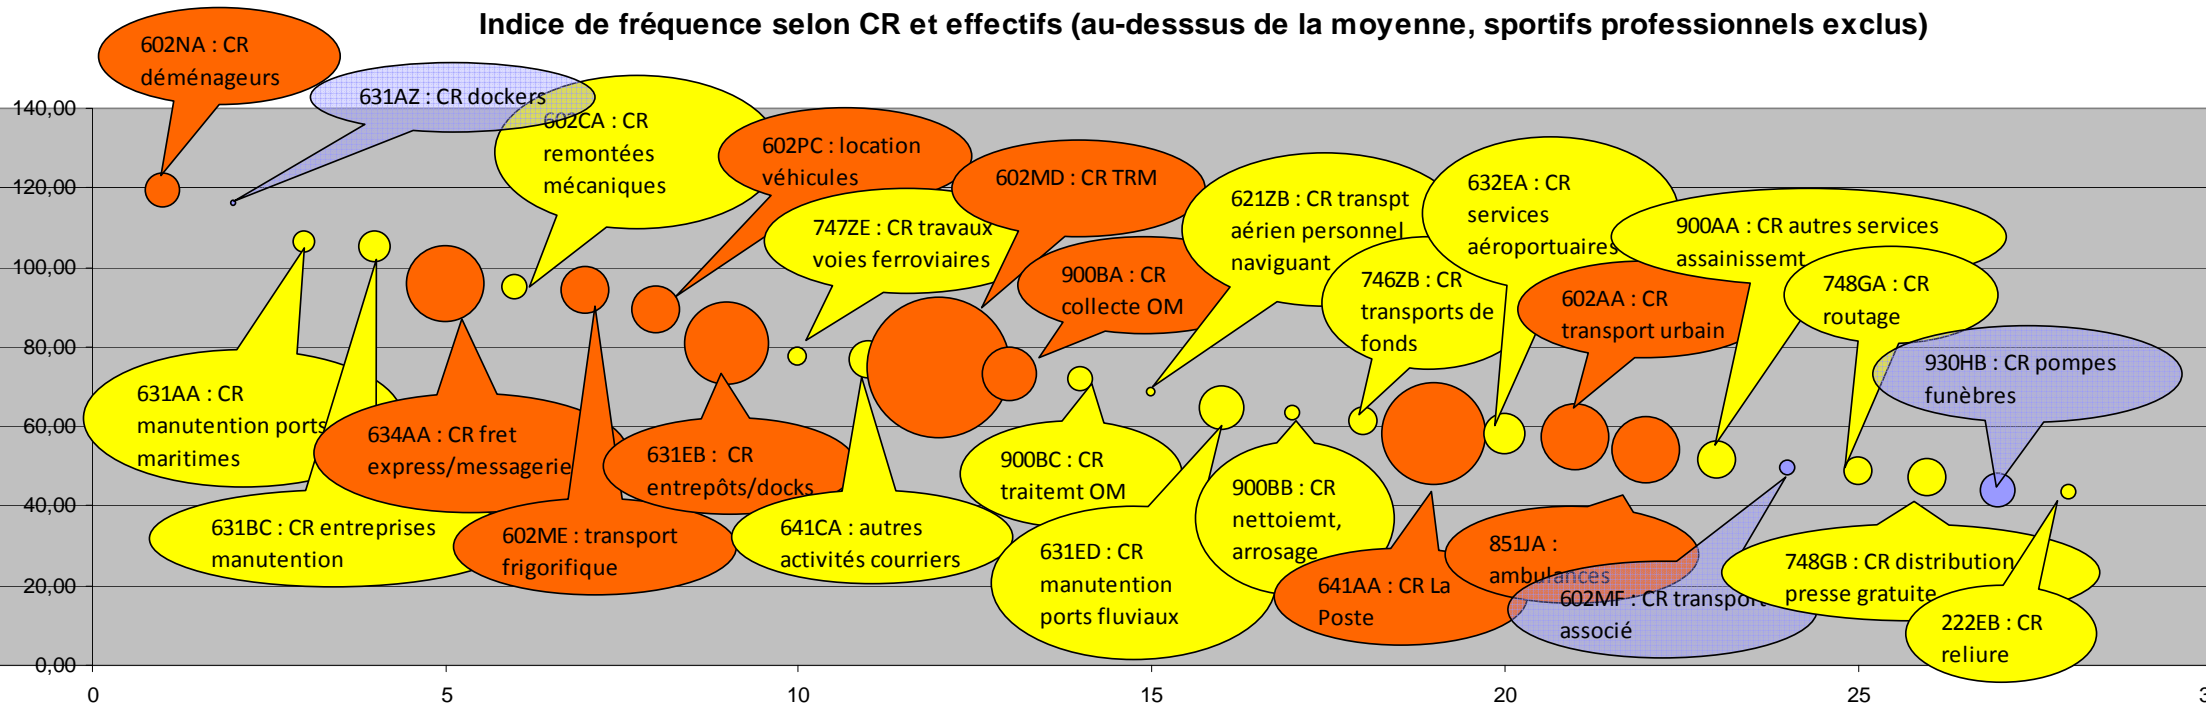 Indice de fréquence selon CR et effectifs (au-desssus de la moyenne, sportifs professionnels exclus)
602NA : CR
déménageurs
631AZ : CR dockers
602CA : CR
remontées
mécaniques
602PC : location
véhicules
602MD : CR TRM
747ZE : CR travaux
voies ferroviaires
900BA : CR
collecte OM
621ZB : CR transpt
aérien personnel
naviguant
746ZB : CR
transports de
fonds
632EA : CR
services
aéroportuaires
602AA : CR
transport urbain
900AA : CR autres services
assainissemt
748GA : CR
routage
930HB : CR pompes
funèbres
631AA : CR
manutention ports
maritimes
631BC : CR entreprises
manutention
634AA : CR fret
express/messagerie
602ME : transport
frigorifique
631EB : CR
entrepôts/docks
641CA : autres
activités courriers
900BC : CR
traitemt OM
631ED : CR
manutention
ports fluviaux
900BB : CR
nettoiemt,
arrosage
641AA : CR La
Poste
851JA :
ambulances
602MF : CR transport
associé
748GB : CR distribution
presse gratuite
222EB : CR
reliure
140,00
120,00
100,00
80,00
60,00
40,00
20,00
0,00
0
5
10
15
20
25